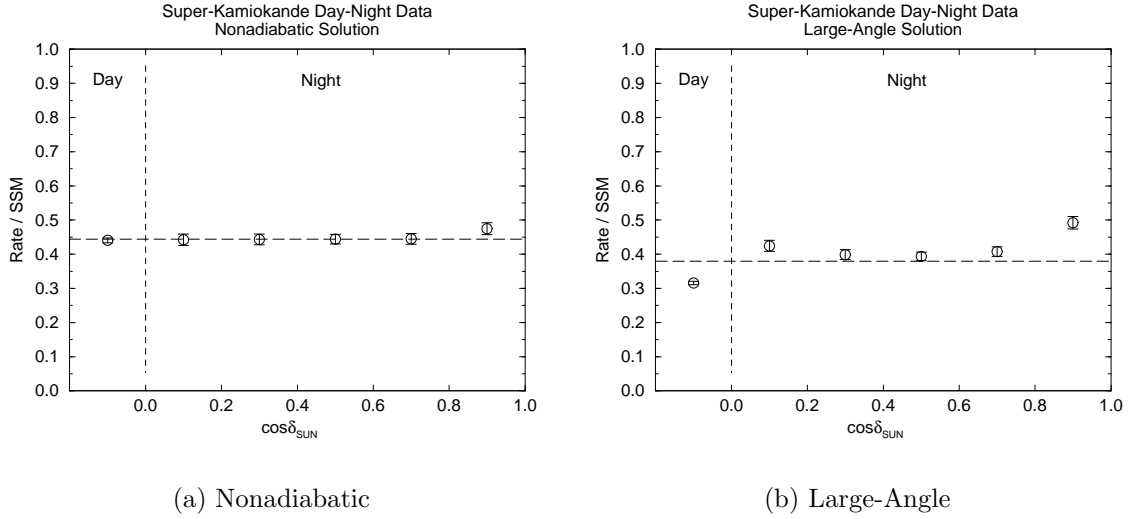 Super-Kamiokande Day-Night Data
Nonadiabatic Solution
1.0
0.9
0.8
0.7
0.6
0.5
0.4
0.3
0.2
0.1
0.0
Rate / SSM
Day
Night
0.0 0.2 0.4 0.6 0.8 1.0
cosδSUN
(a) Nonadiabatic
Super-Kamiokande Day-Night Data
Large-Angle Solution
1.0
0.9
0.8
0.7
0.6
0.5
0.4
0.3
0.2
0.1
0.0
Rate / SSM
Day
Night
0.0 0.2 0.4 0.6 0.8 1.0
cosδSUN
(b) Large-Angle